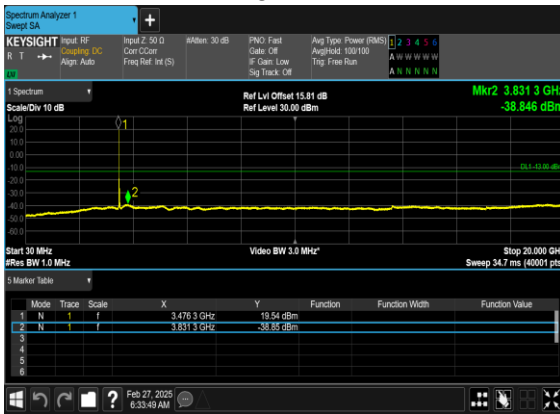 Spectrum Analyzer 1
Swept SA
+
KEYSIGHT Input: RF Input Z: 50 Ω #Atten: 30 dB PNO: Fast Avg Type: Power (RMS) 1 2 3 4 5 6
R T Coupling: DC Corr CCorr Gate: Off Avg|Hold: 100/100 A W W W W W
Align: Auto Freq Ref: Int (S) IF Gain: Low Trig: Free Run
Sig Track: Off A N N N N N
1 Spectrum Ref Lvl Offset 15.81 dB Mkr2 3.831 3 GHz
Scale/Div 10 dB Ref Level 30.00 dBm -38.846 dBm
Log
1
20.0
10.0
0.00
-10.0
DL1 -13.00 dBm
-20.0
-30.0
2
-40.0
-50.0
-60.0
Start 30 MHz Video BW 3.0 MHz* Stop 20.000 GH
#Res BW 1.0 MHz Sweep 34.7 ms (40001 pts
5 Marker Table
Mode Trace Scale X Y Function Function Width Function Value
1 N 1 f 3.476 3 GHz 19.54 dBm
2 N 1 f 3.831 3 GHz -38.85 dBm
3
4
5
6
? Feb 27, 2025
6:33:49 AM